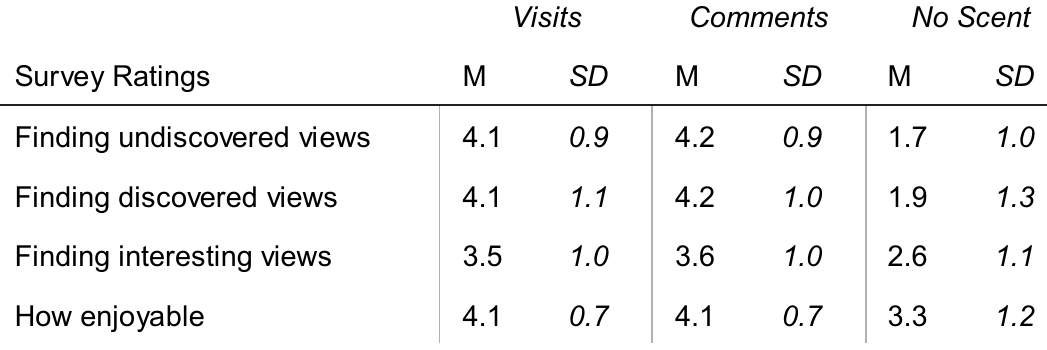 Visits Comments No Scent
Survey Ratings M SD M SD M SD
Finding undiscovered views 4.1 0.9 4.2 0.9 1.7 1.0
Finding discovered views 4.1 1.1 4.2 1.0 1.9 1.3
Finding interesting views 3.5 1.0 3.6 1.0 2.6 1.1
How enjoyable 4.1 0.7 4.1 0.7 3.3 1.2